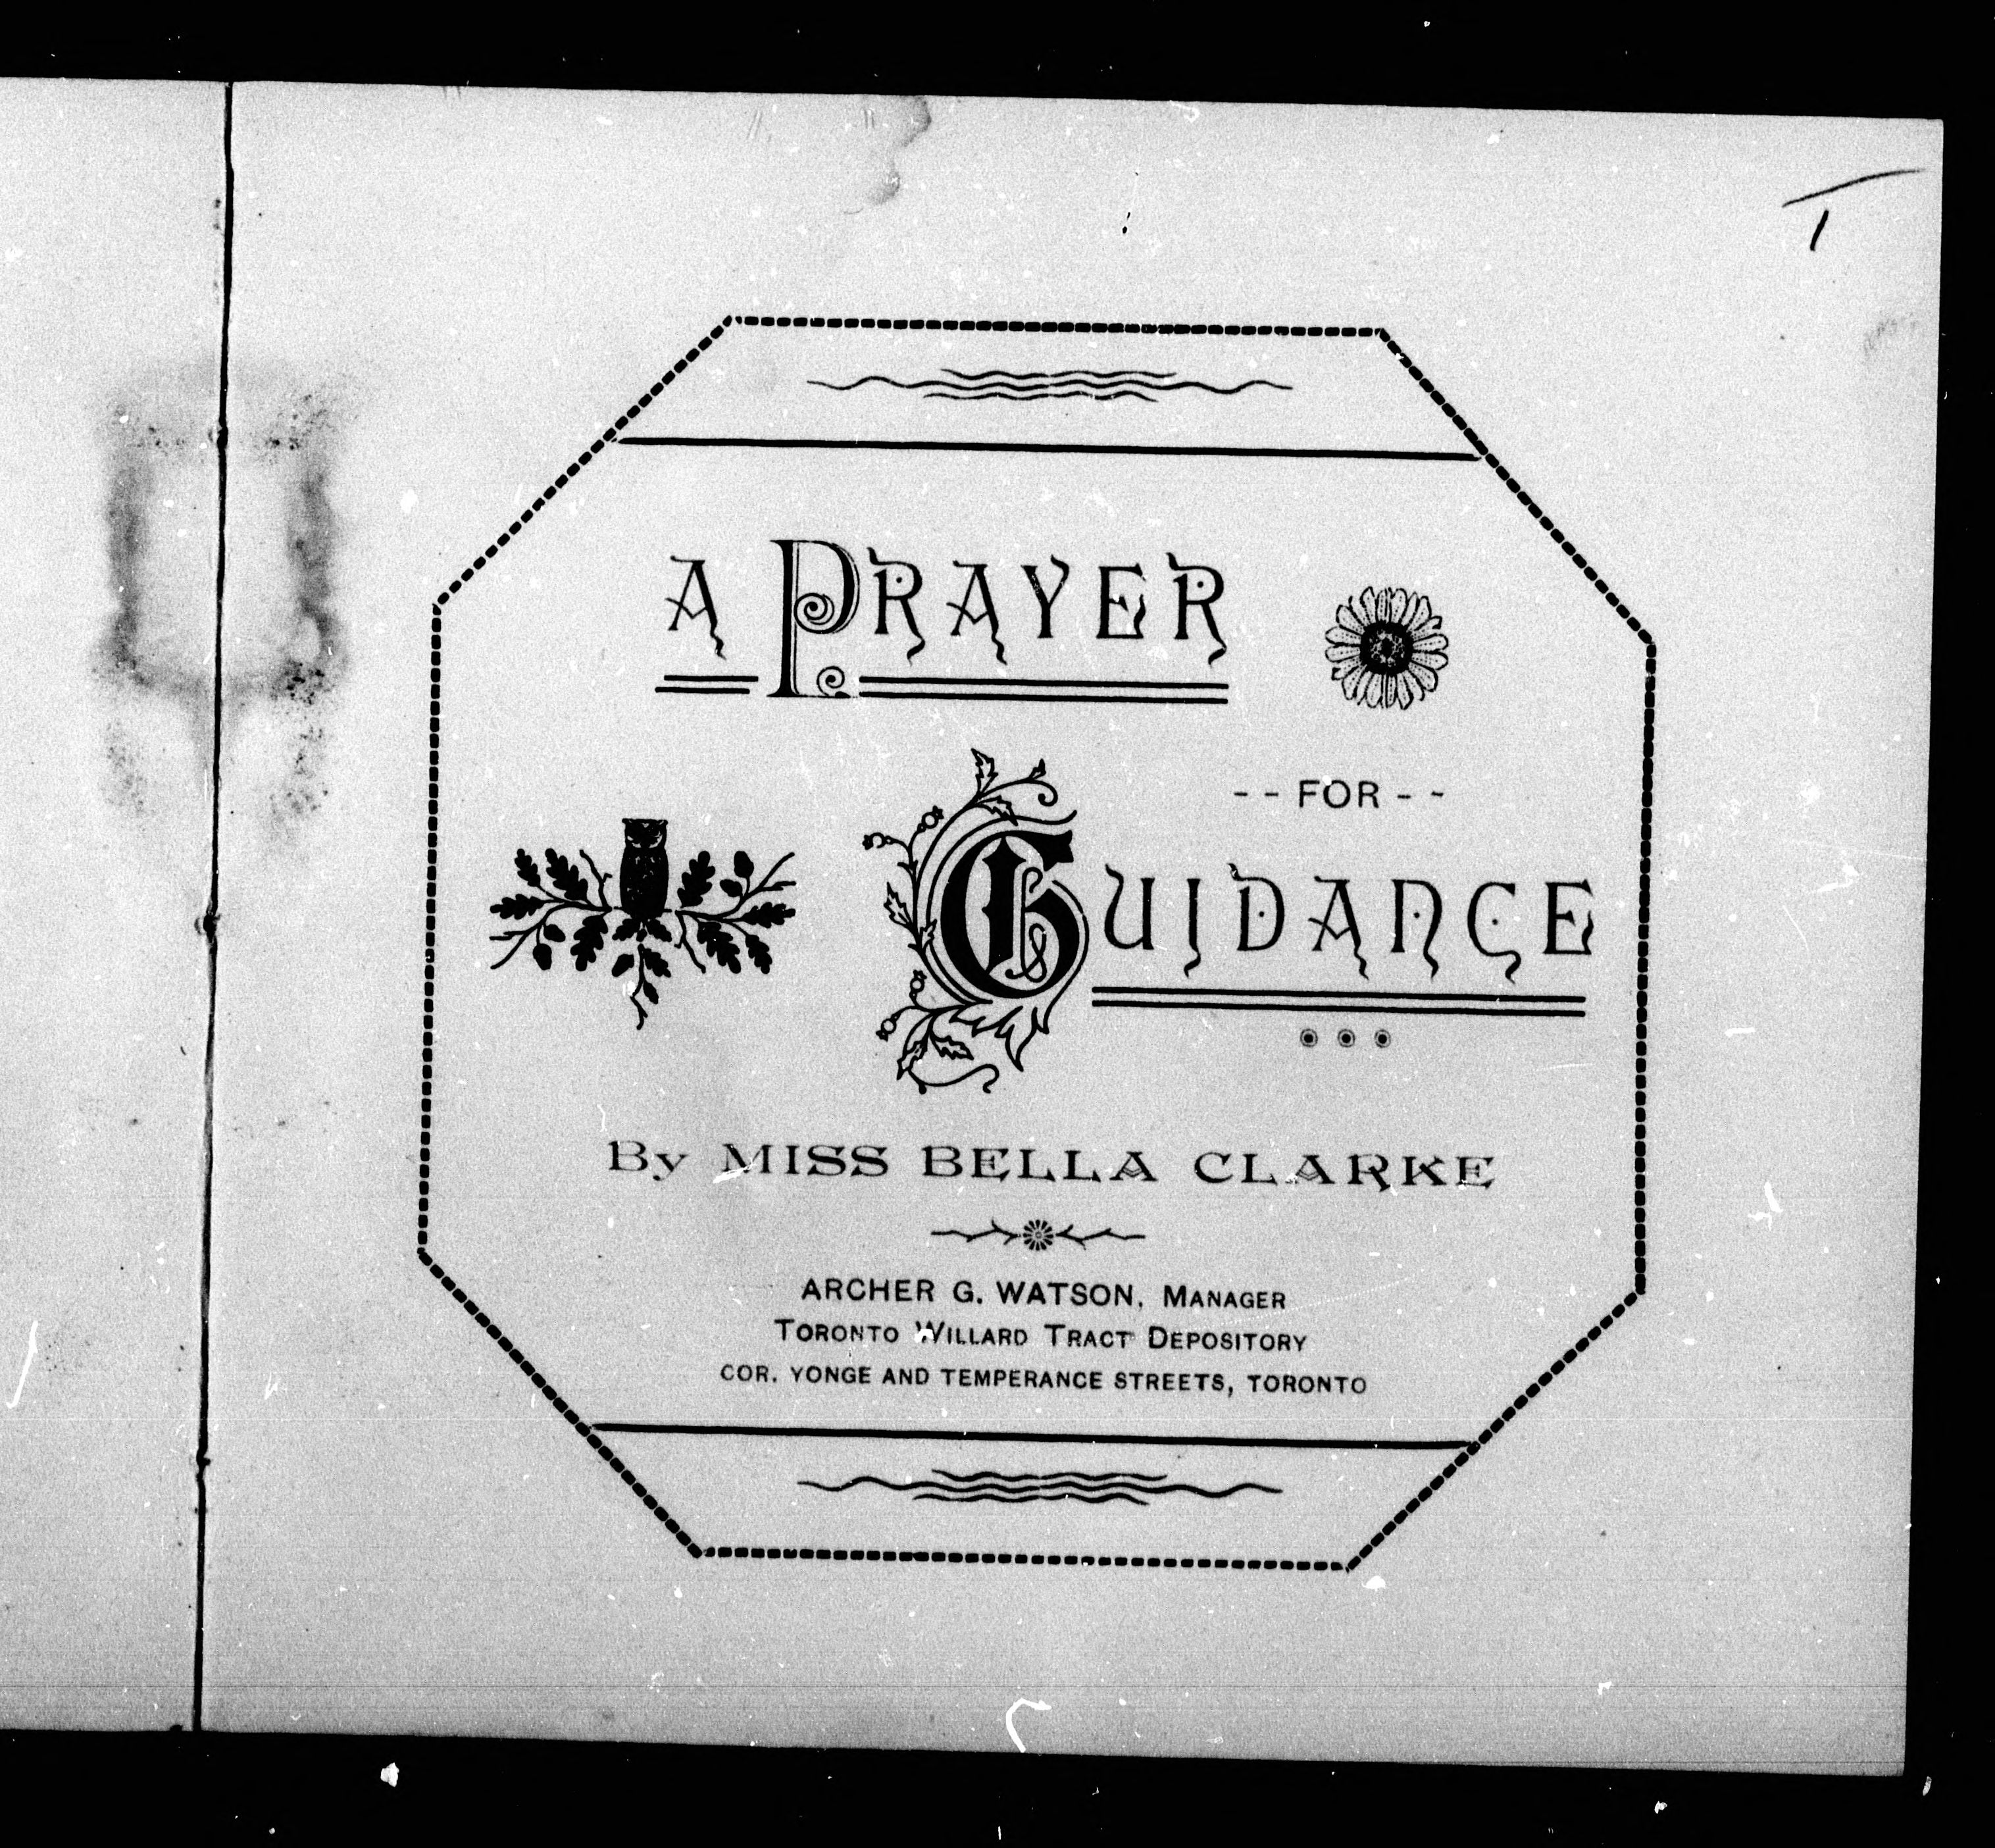 A PRAYER
-- FOR --
GUIDANCE
By MISS BELLA CLARKE
ARCHER G. WATSON, MANAGER
TORONTO WILLARD TRACT DEPOSITORY
COR. YONGE AND TEMPERANCE STREETS, TORONTO